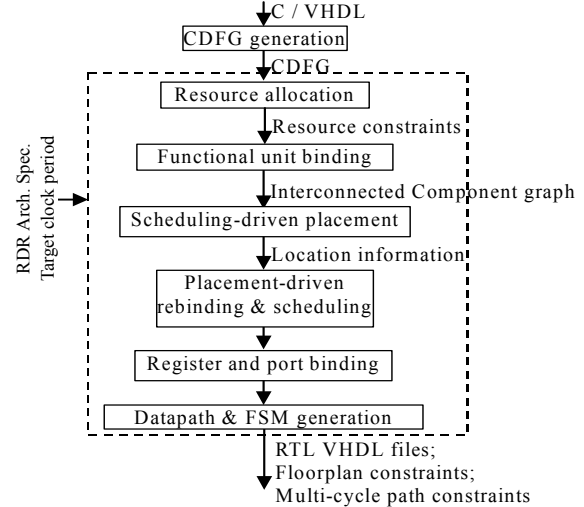 C / VHDL
CDFG generation
CDFG
Resource allocation
Resource constraints
Functional unit binding
Interconnected Component graph
Scheduling-driven placement
Location information
RDR Arch. Spec.
Target clock period
Placement-driven
rebinding & scheduling
Register and port binding
Datapath & FSM generation
RTL VHDL files;
Floorplan constraints;
Multi-cycle path constraints